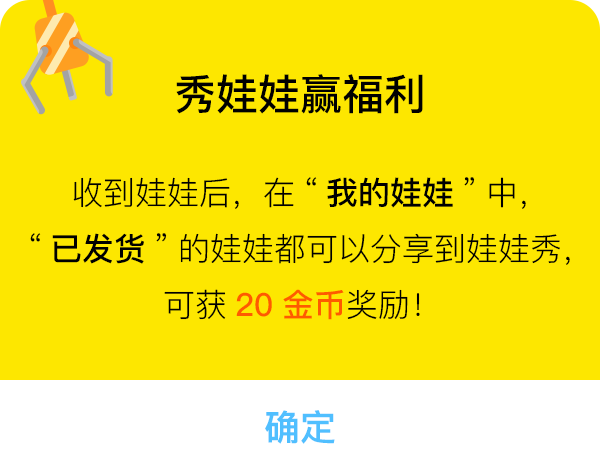 秀娃娃赢福利
收到娃娃后，在“我的娃娃”中，
“已发货”的娃娃都可以分享到娃娃秀，
可获 20 金币奖励！
确定